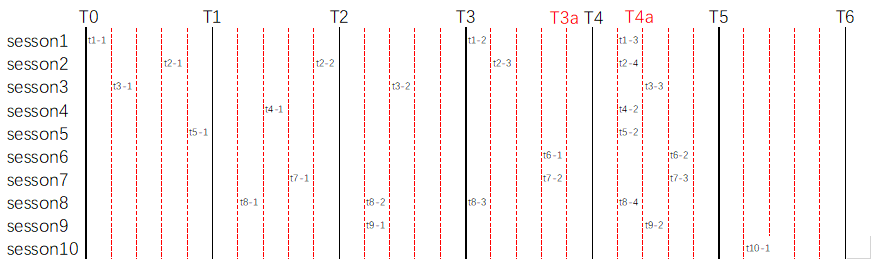 T0 T1 T2 T3 T3a T4 T4a T5 T6
sesson1 t1-1 t1-2 t1-3
sesson2 t2-1 t2-2 t2-3 t2-4
sesson3 t3-1 t3-2 t3-3
sesson4 t4-1 t4-2
sesson5 t5-1 t5-2
sesson6 t6-1 t6-2
sesson7 t7-1 t7-2 t7-3
sesson8 t8-1 t8-2 t8-3 t8-4
sesson9 t9-1 t9-2
sesson10 t10-1